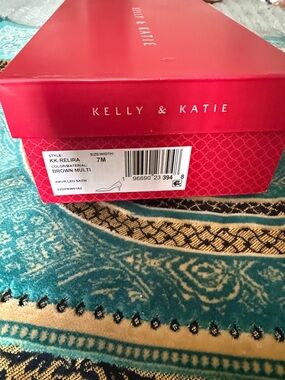 KELLY & KATIE
KELLY & KATIE
STYLE: SIZE/WIDTH:
KK-RELIRA 7M
COLOR/MATERIAL:
BROWN MULTI
1 96690 23 394 8